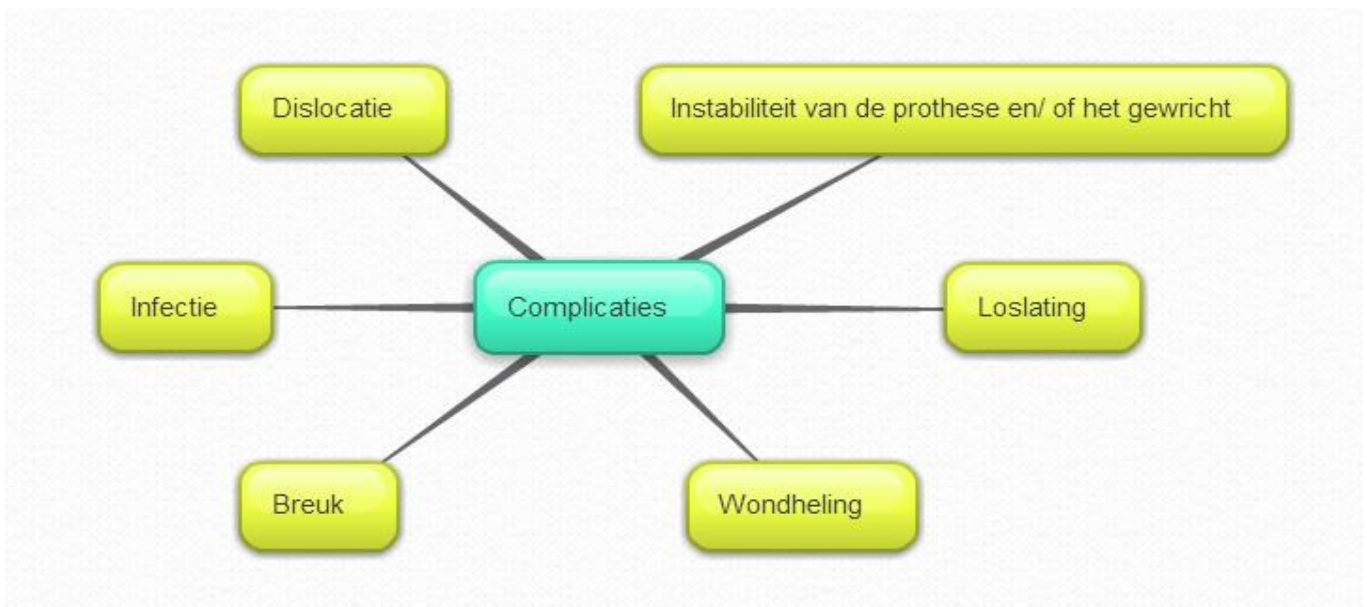 Dislocatie
Instabiliteit van de prothese en/ of het gewricht
Infectie
Complicaties
Loslating
Breuk
Wondheling